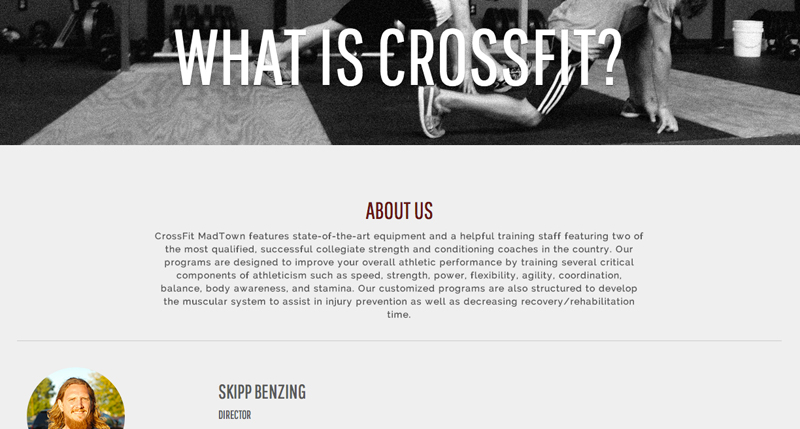 WHAT IS CROSSFIT?
ABOUT US
CrossFit MadTown features state-of-the-art equipment and a helpful training staff featuring two of
the most qualified, successful collegiate strength and conditioning coaches in the country. Our
programs are designed to improve your overall athletic performance by training several critical
components of athleticism such as speed, strength, power, flexibility, agility, coordination,
balance, body awareness, and stamina. Our customized programs are also structured to develop
the muscular system to assist in injury prevention as well as decreasing recovery/rehabilitation
time.
SKIPP BENZING
DIRECTOR